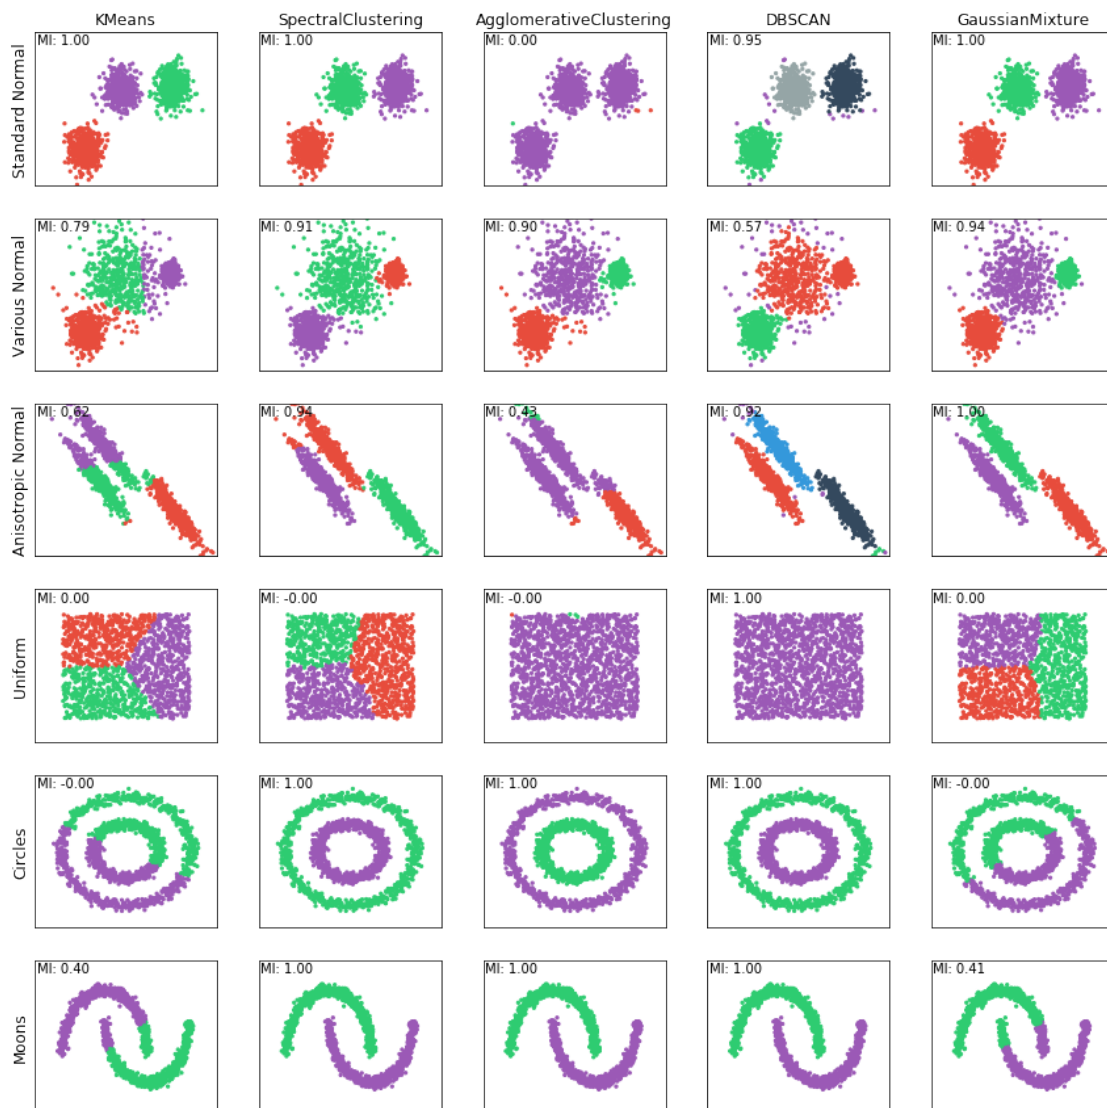 KMeans SpectralClustering AgglomerativeClustering DBSCAN GaussianMixture
Standard Normal
MI: 1.00 MI: 1.00 MI: 0.00 MI: 0.95 MI: 1.00
Various Normal
MI: 0.79 MI: 0.91 MI: 0.90 MI: 0.57 MI: 0.94
Anisotropic Normal
MI: 0.62 MI: 0.94 MI: 0.43 MI: 0.92 MI: 1.00
Uniform
MI: 0.00 MI: -0.00 MI: -0.00 MI: 1.00 MI: 0.00
Circles
MI: -0.00 MI: 1.00 MI: 1.00 MI: 1.00 MI: -0.00
Moons
MI: 0.40 MI: 1.00 MI: 1.00 MI: 1.00 MI: 0.41